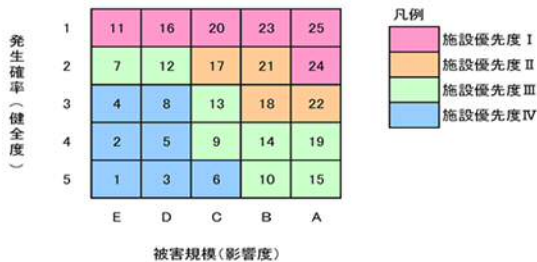 発生確率(健全度)
1 11 16 20 23 25
2 7 12 17 21 24
3 4 8 13 18 22
4 2 5 9 14 19
5 1 3 6 10 15
E D C B A
被害規模(影響度)
凡例
施設優先度Ⅰ
施設優先度Ⅱ
施設優先度Ⅲ
施設優先度Ⅳ